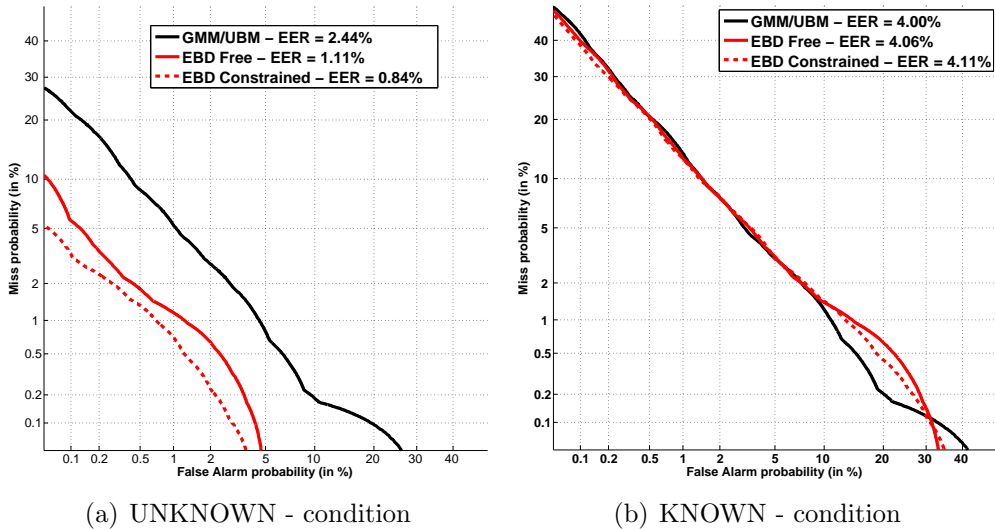 GMM/UBM – EER = 2.44%
EBD Free – EER = 1.11%
EBD Constrained – EER = 0.84%
Miss probability (in %)
40
30
20
10
5
2
1
0.5
0.2
0.1
0.1 0.2 0.5 1 2 5 10 20 30 40
False Alarm probability (in %)
(a) UNKNOWN - condition
GMM/UBM – EER = 4.00%
EBD Free – EER = 4.06%
EBD Constrained – EER = 4.11%
Miss probability (in %)
40
30
20
10
5
2
1
0.5
0.2
0.1
0.1 0.2 0.5 1 2 5 10 20 30 40
False Alarm probability (in %)
(b) KNOWN - condition